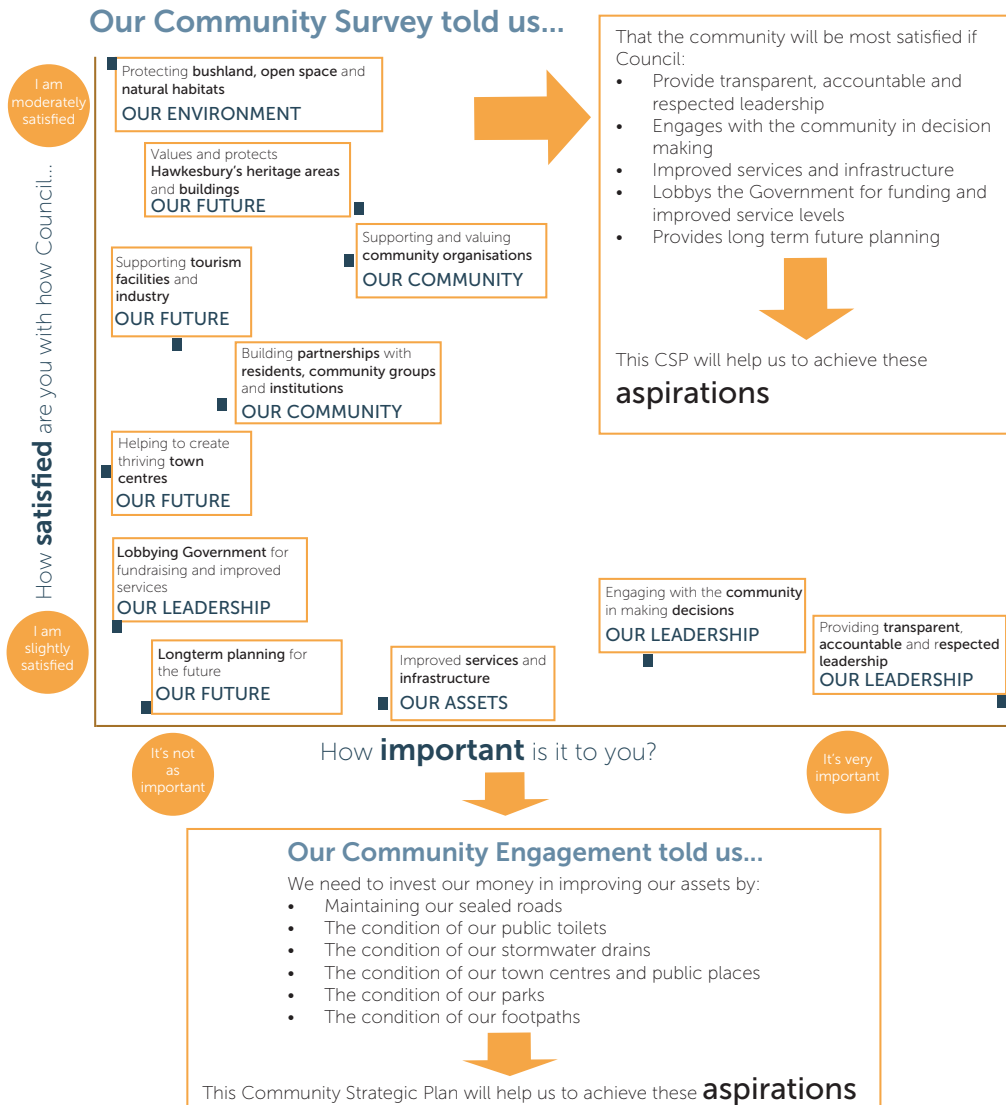 Our Community Survey told us...
I am
moderately
satisfied
How satisfied are you with how Council...
I am
slightly
satisfied
Protecting bushland, open space and
natural habitats
OUR ENVIRONMENT
Values and protects
Hawkesbury's heritage areas
and buildings
OUR FUTURE
Supporting and valuing
community organisations
OUR COMMUNITY
Supporting tourism
facilities and
industry
OUR FUTURE
Building partnerships with
residents, community groups
and institutions
OUR COMMUNITY
Helping to create
thriving town
centres
OUR FUTURE
Lobbying Government for
fundraising and improved
services
OUR LEADERSHIP
Longterm planning for
the future
OUR FUTURE
Improved services and
infrastructure
OUR ASSETS
Engaging with the community
in making decisions
OUR LEADERSHIP
Providing transparent,
accountable and respected
leadership
OUR LEADERSHIP
That the community will be most satisfied if
Council:
• Provide transparent, accountable and
respected leadership
• Engages with the community in decision
making
• Improved services and infrastructure
• Lobbys the Government for funding and
improved service levels
• Provides long term future planning
This CSP will help us to achieve these
aspirations
It's not
as
important
How important is it to you?
It's very
important
Our Community Engagement told us...
We need to invest our money in improving our assets by:
• Maintaining our sealed roads
• The condition of our public toilets
• The condition of our stormwater drains
• The condition of our town centres and public places
• The condition of our parks
• The condition of our footpaths
This Community Strategic Plan will help us to achieve these aspirations